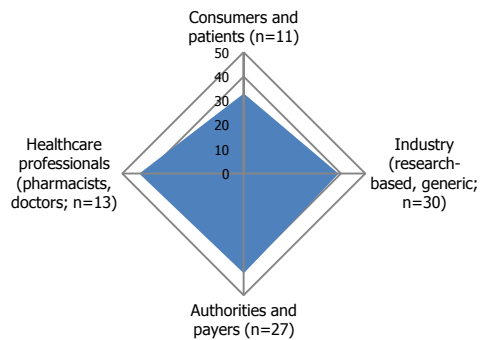 Consumers and
patients (n=11)
50
40
30
20
10
0
Healthcare
professionals
(pharmacists,
doctors; n=13)
Industry
(research-
based, generic;
n=30)
Authorities and
payers (n=27)